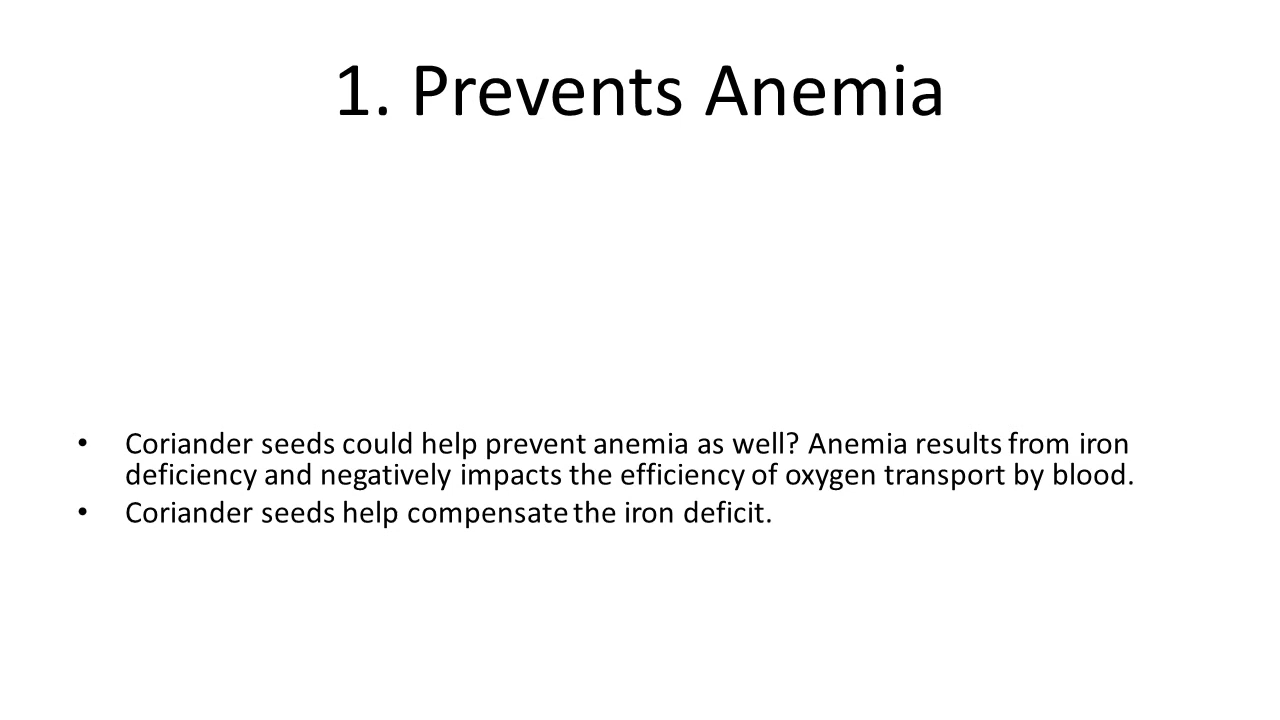 1. Prevents Anemia
• Coriander seeds could help prevent anemia as well? Anemia results from iron
deficiency and negatively impacts the efficiency of oxygen transport by blood.
• Coriander seeds help compensate the iron deficit.